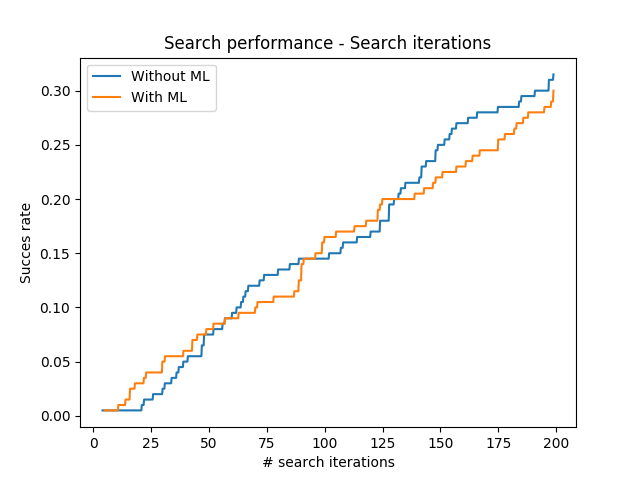 Search performance - Search iterations
Without ML
With ML
Succes rate
0.30
0.25
0.20
0.15
0.10
0.05
0.00
0 25 50 75 100 125 150 175 200
# search iterations